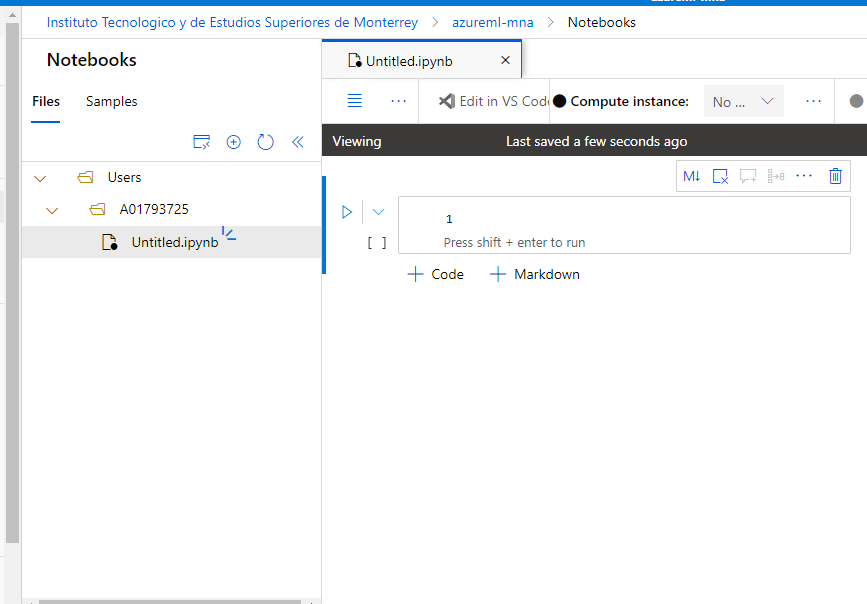 Instituto Tecnologico y de Estudios Superiores de Monterrey > azureml-mna > Notebooks
Notebooks
Untitled.ipynb
Files Samples
... Edit in VS Cod Compute instance: No ... ...
Viewing Last saved a few seconds ago
Users
M↓ ...
A01793725
1
Untitled.ipynb
[ ] Press shift + enter to run
+ Code + Markdown